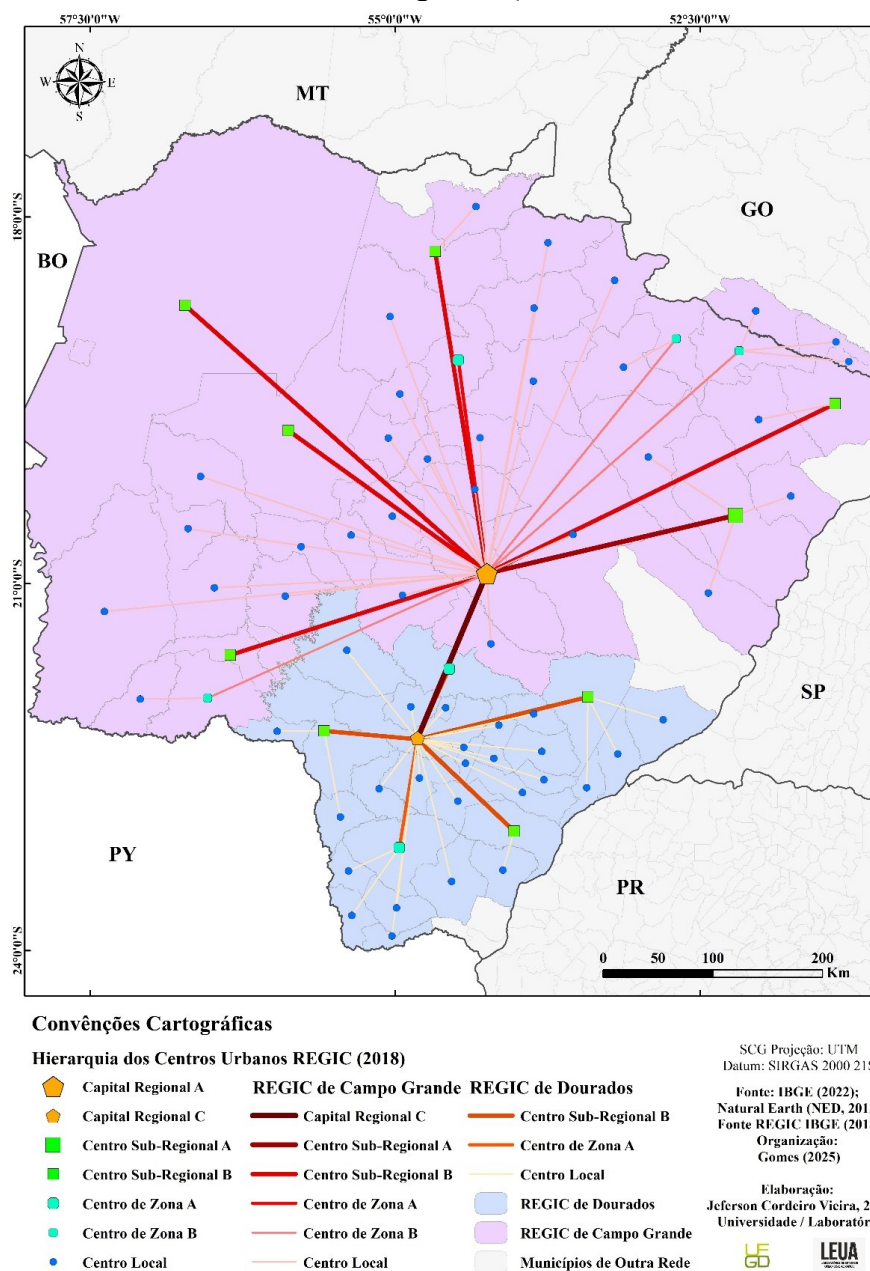 57°30'0"W
55°0'0"W
52°30'0"W
N
W
E
S
MT
18°0'0"S
GO
BO
21°0'0"S
SP
PY
PR
24°0'0"S
0 50 100 200
Km
Convênções Cartográficas
Hierarquia dos Centros Urbanos REGIC (2018)
Capital Regional A
Capital Regional C
Centro Sub-Regional A
Centro Sub-Regional B
Centro de Zona A
Centro de Zona B
Centro Local
REGIC de Campo Grande
Capital Regional C
Centro Sub-Regional A
Centro Sub-Regional B
Centro de Zona A
Centro de Zona B
Centro Local
REGIC de Dourados
Centro Sub-Regional B
Centro de Zona A
Centro Local
REGIC de Dourados
REGIC de Campo Grande
Municípios de Outra Rede
SCG Projeção: UTM
Datum: SIRGAS 2000
Fonte: IBGE (2022);
Natural Earth (NED,
Fonte REGIC IBGE
Organização:
Gomes (2025)
Elaboração:
Jeferson Cordeiro Vieira,
Universidade /
UF
GD
LEUA